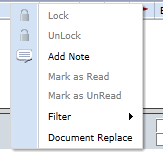 Lock
UnLock
Add Note
Mark as Read
Mark as UnRead
Filter
Document Replace